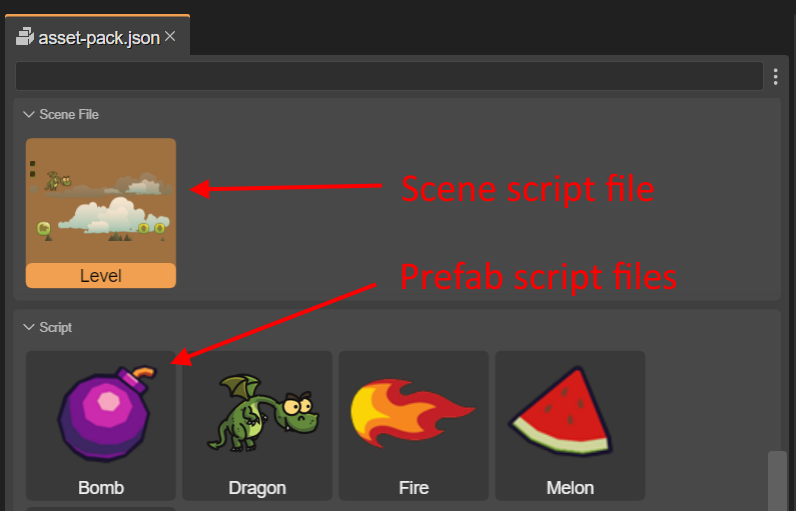 asset-pack.json
Scene File
Scene script file
Level
Prefab script files
Script
Bomb
Dragon
Fire
Melon